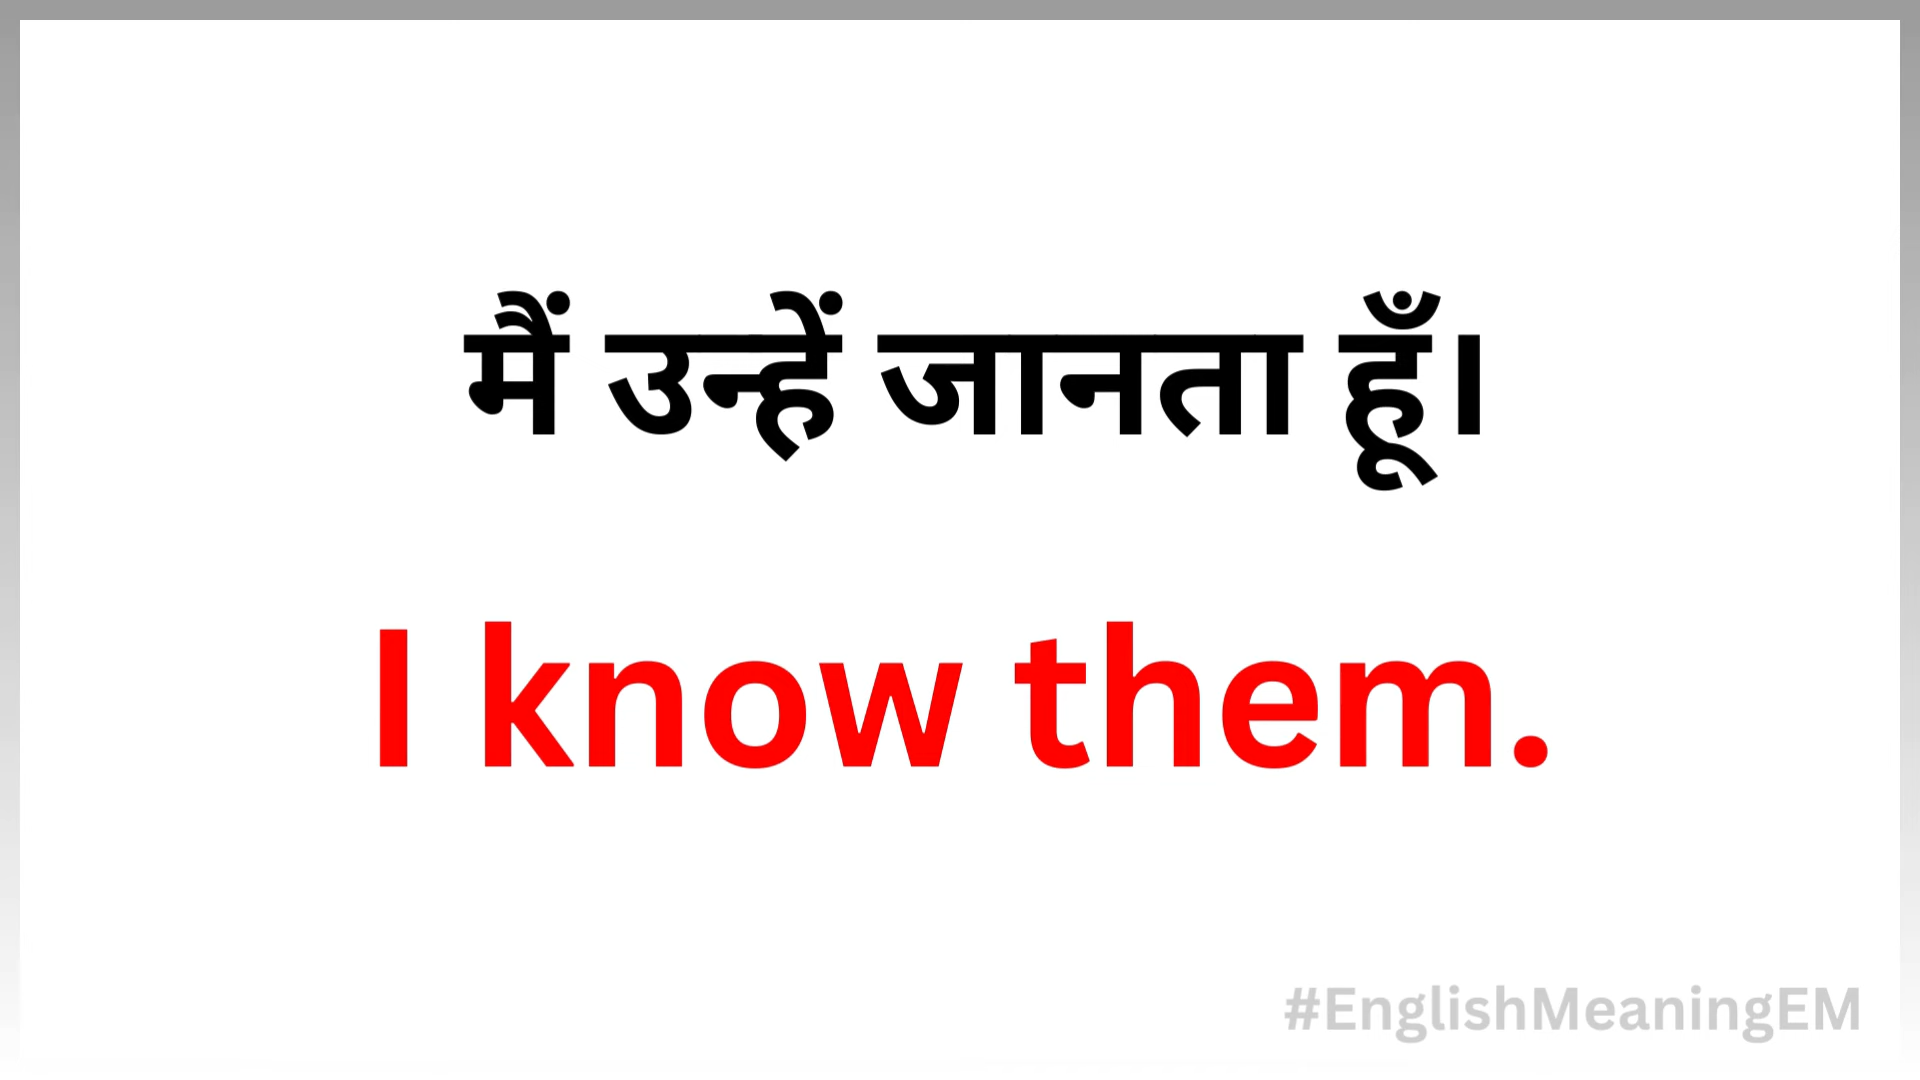 मैं उन्हें जानता हूँ।
I know them.
#EnglishMeaningEM